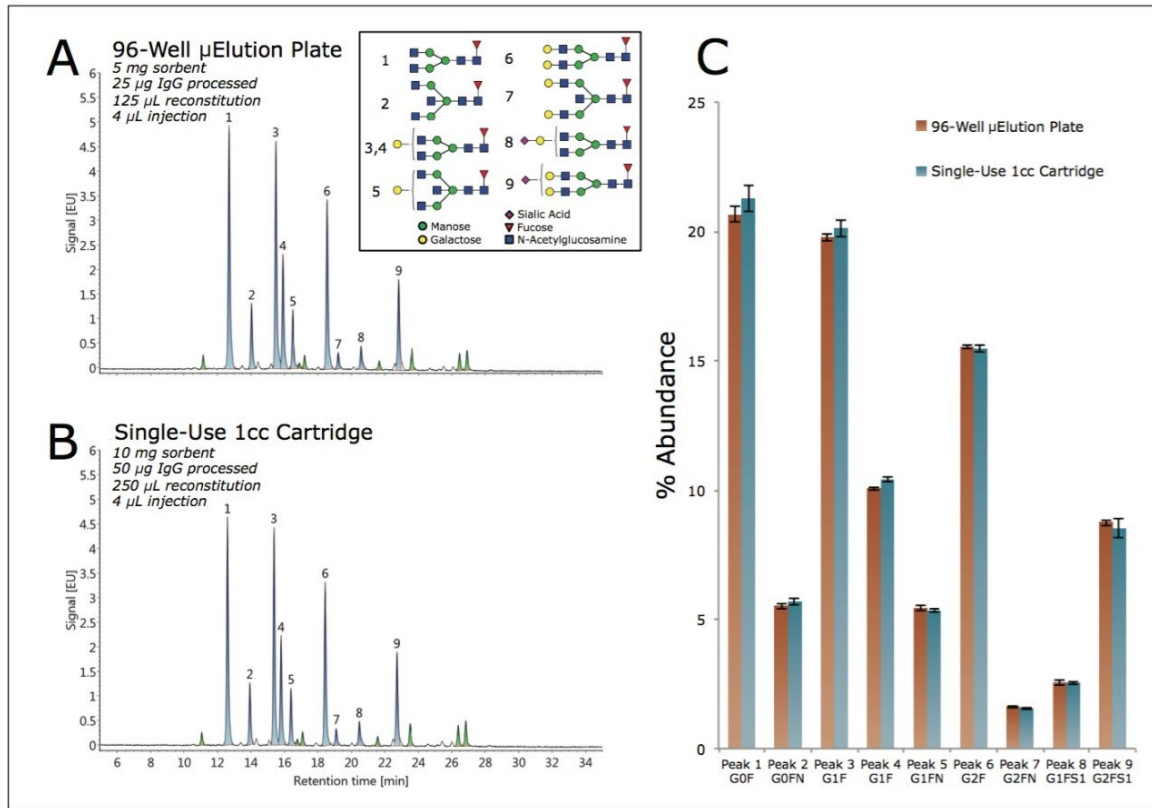 A
96-Well µElution Plate
5 mg sorbent
25 µg IgG processed
125 µL reconstitution
4 µL injection
Signal [EU]
6
5.5
5
4.5
4
3.5
3
2.5
2
1.5
1
0.5
0
1
2
3
4
5
6
7
8
9
1
2
3,4
5
6
7
8
9
Manose
Galactose
Sialic Acid
Fucose
N-Acetylglucosamine
B
Single-Use 1cc Cartridge
10 mg sorbent
50 µg IgG processed
250 µL reconstitution
4 µL injection
Signal [EU]
6
5.5
5
4.5
4
3.5
3
2.5
2
1.5
1
0.5
0
1
2
3
4
5
6
7
8
9
6 8 10 12 14 16 18 20 22 24 26 28 30 32 34
Retention time [min]
C
96-Well µElution Plate
Single-Use 1cc Cartridge
% Abundance
25
20
15
10
5
0
Peak 1 Peak 2 Peak 3 Peak 4 Peak 5 Peak 6 Peak 7 Peak 8 Peak 9
G0F G0FN G1F G1F G1FN G2F G2FN G1FS1 G2FS1